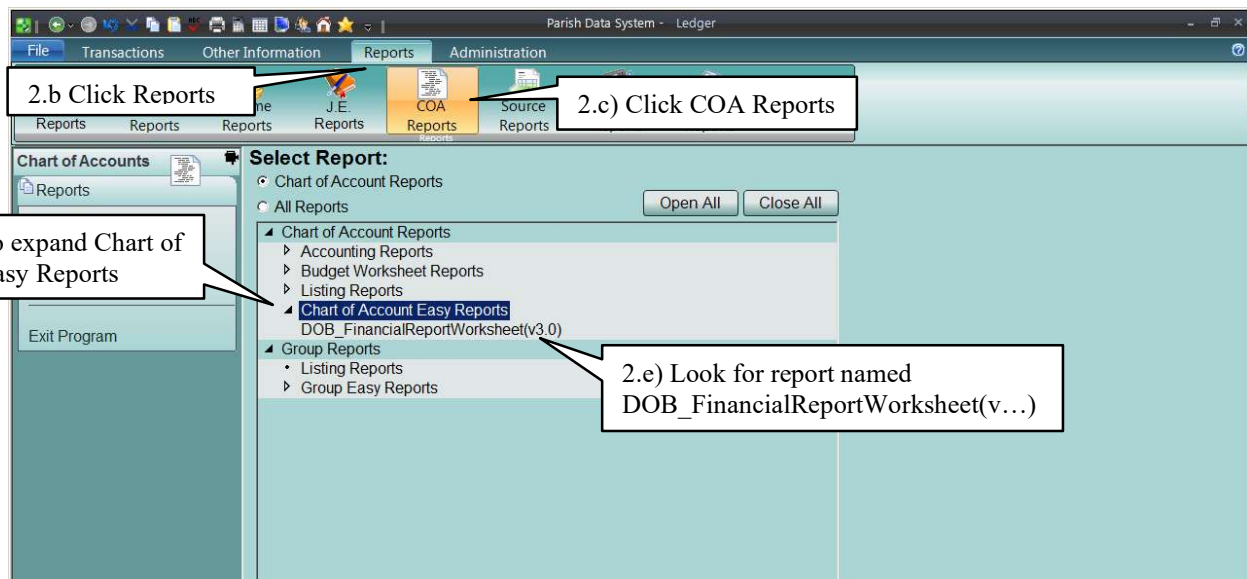 Parish Data System - Ledger
File Transactions Other Information Reports Administration
2.b Click Reports
2.c) Click COA Reports
J.E. COA Source
Reports Reports Reports Reports Reports Reports
Reports
Chart of Accounts
Reports
Exit Program
Select Report:
Chart of Account Reports
All Reports
Open All Close All
expand Chart of
Reports
Chart of Account Reports
Accounting Reports
Budget Worksheet Reports
Listing Reports
Chart of Account Easy Reports
DOB_FinancialReportWorksheet(v3.0)
Group Reports
Listing Reports
Group Easy Reports
2.e) Look for report named
DOB_FinancialReportWorksheet(v…)